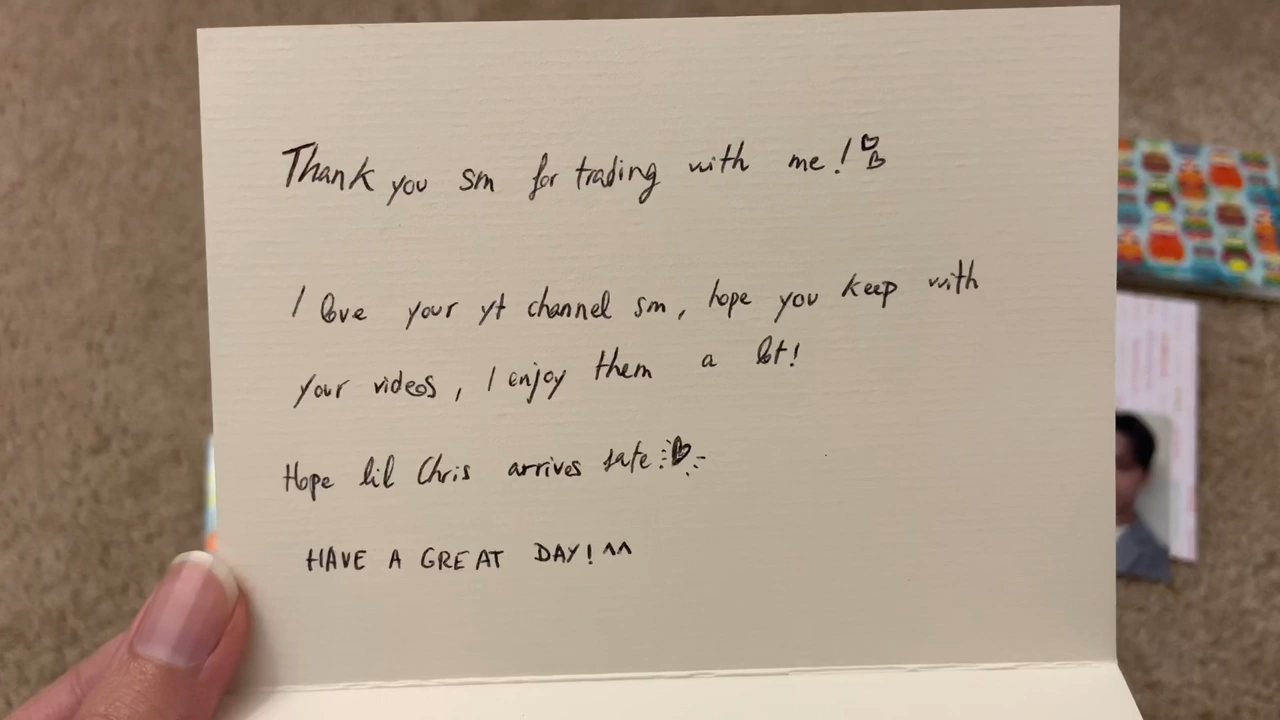 Thank you sm for trading with me!
I love your yt channel sm, hope you keep with
your videos, I enjoy them a lot!
Hope lil Chris arrives safe
HAVE A GREAT DAY! ^^